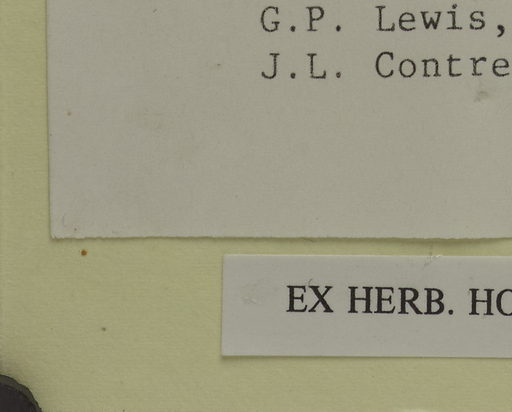 G.P. Lewis,
J.L. Contre
EX HERB. HO